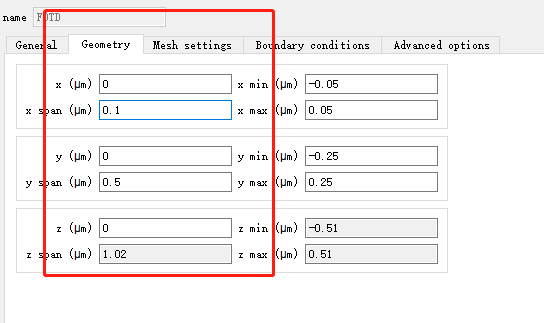 name FDTD
General Geometry Mesh settings Boundary conditions Advanced options
x (μm) 0 x min (μm) -0.05
x span (μm) 0.1 x max (μm) 0.05
y (μm) 0 y min (μm) -0.25
y span (μm) 0.5 y max (μm) 0.25
z (μm) 0 z min (μm) -0.51
z span (μm) 1.02 z max (μm) 0.51